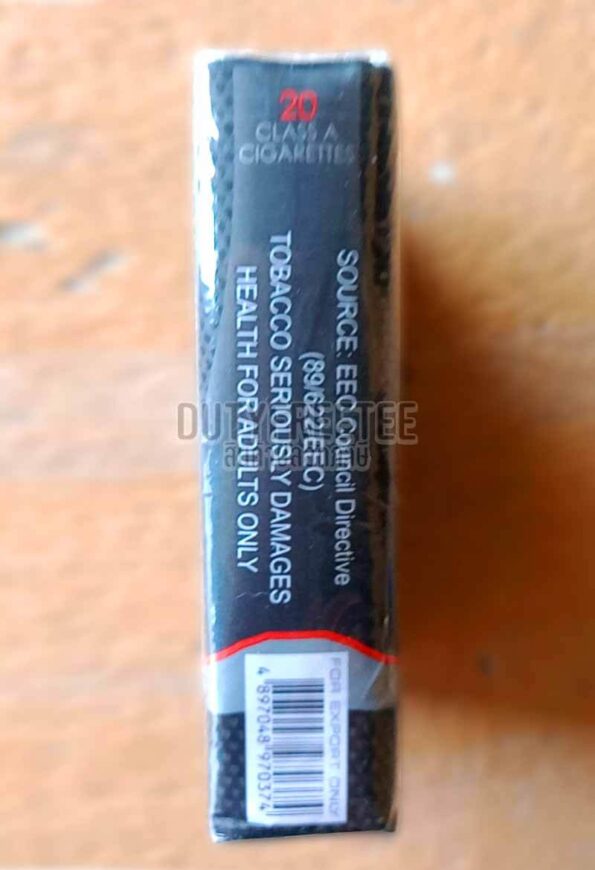 20
CLASS A
CIGARETTES
SOURCE: EEC Council Directive
(89/622/EEC)
TOBACCO SERIOUSLY DAMAGES
HEALTH FOR ADULTS ONLY
FOR EXPORT ONLY
4 897048 970374